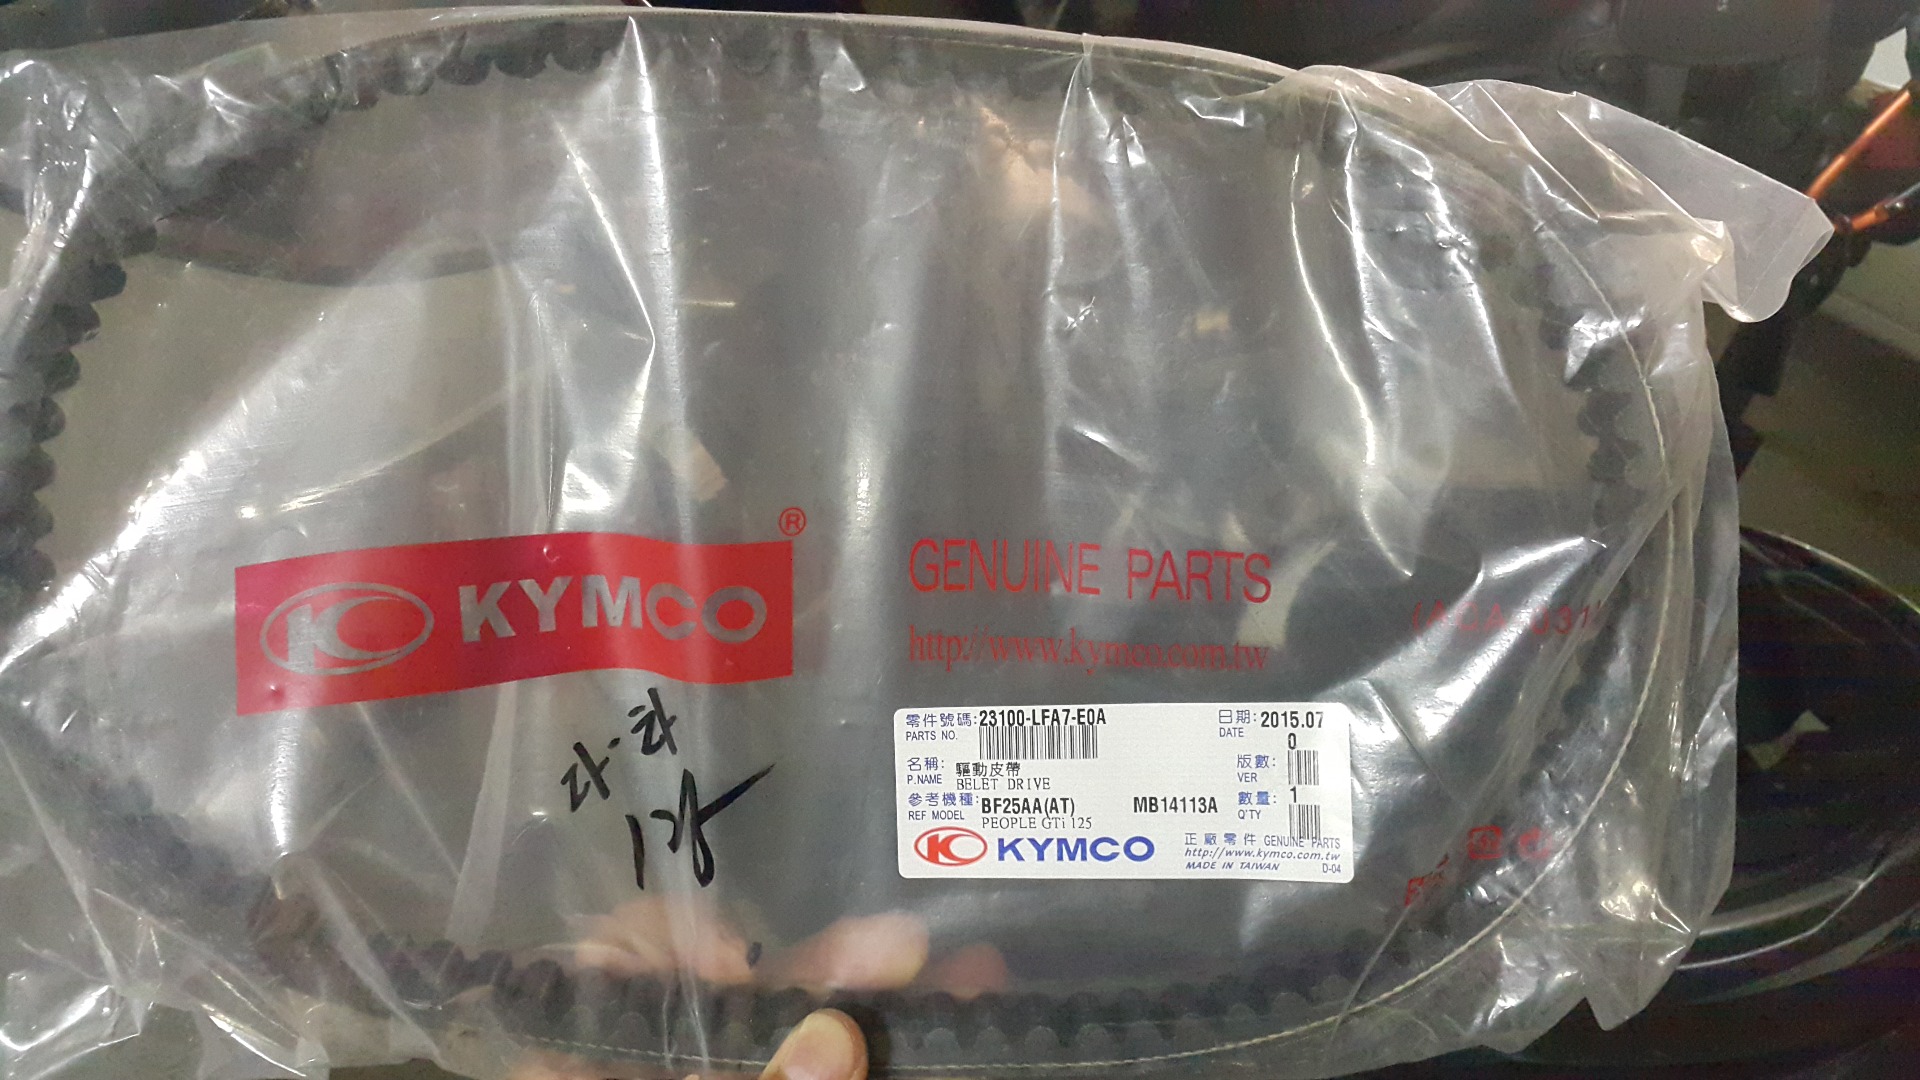 KYMCO ®
GENUINE PARTS
http://www.kymco.com.tw
零件號碼: 23100-LFA7-E0A
PARTS NO.
日期: 2015.07
DATE
0
名稱: 驅動皮帶
P.NAME BELET DRIVE
版數:
VER
參考機種: BF25AA(AT) MB14113A
REF MODEL PEOPLE GTi 125
數量: 1
Q'TY
KYMCO
正廠零件 GENUINE PARTS
http://www.kymco.com.tw
MADE IN TAIWAN D-04